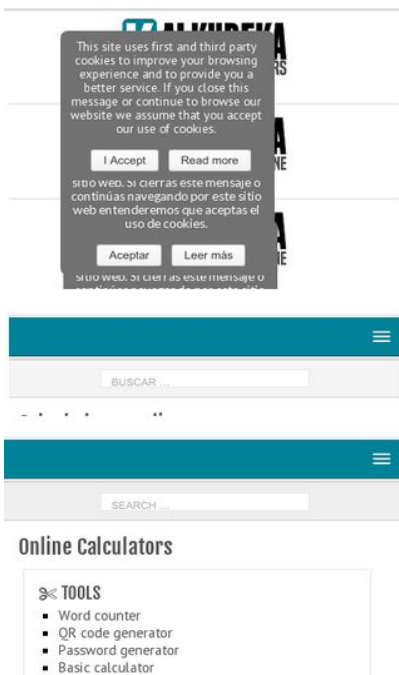 This site uses first and third party
cookies to improve your browsing
experience and to provide you a
better service. If you close this
message or continue to browse our
website we assume that you accept
our use of cookies.
I Accept
Read more
sitio web. Si cierras este mensaje o
continúas navegando por este sitio
web entenderemos que aceptas el
uso de cookies.
Aceptar
Leer más
sitio web. Si cierras este mensaje o
BUSCAR ...
SEARCH ...
Online Calculators
TOOLS
Word counter
QR code generator
Password generator
Basic calculator